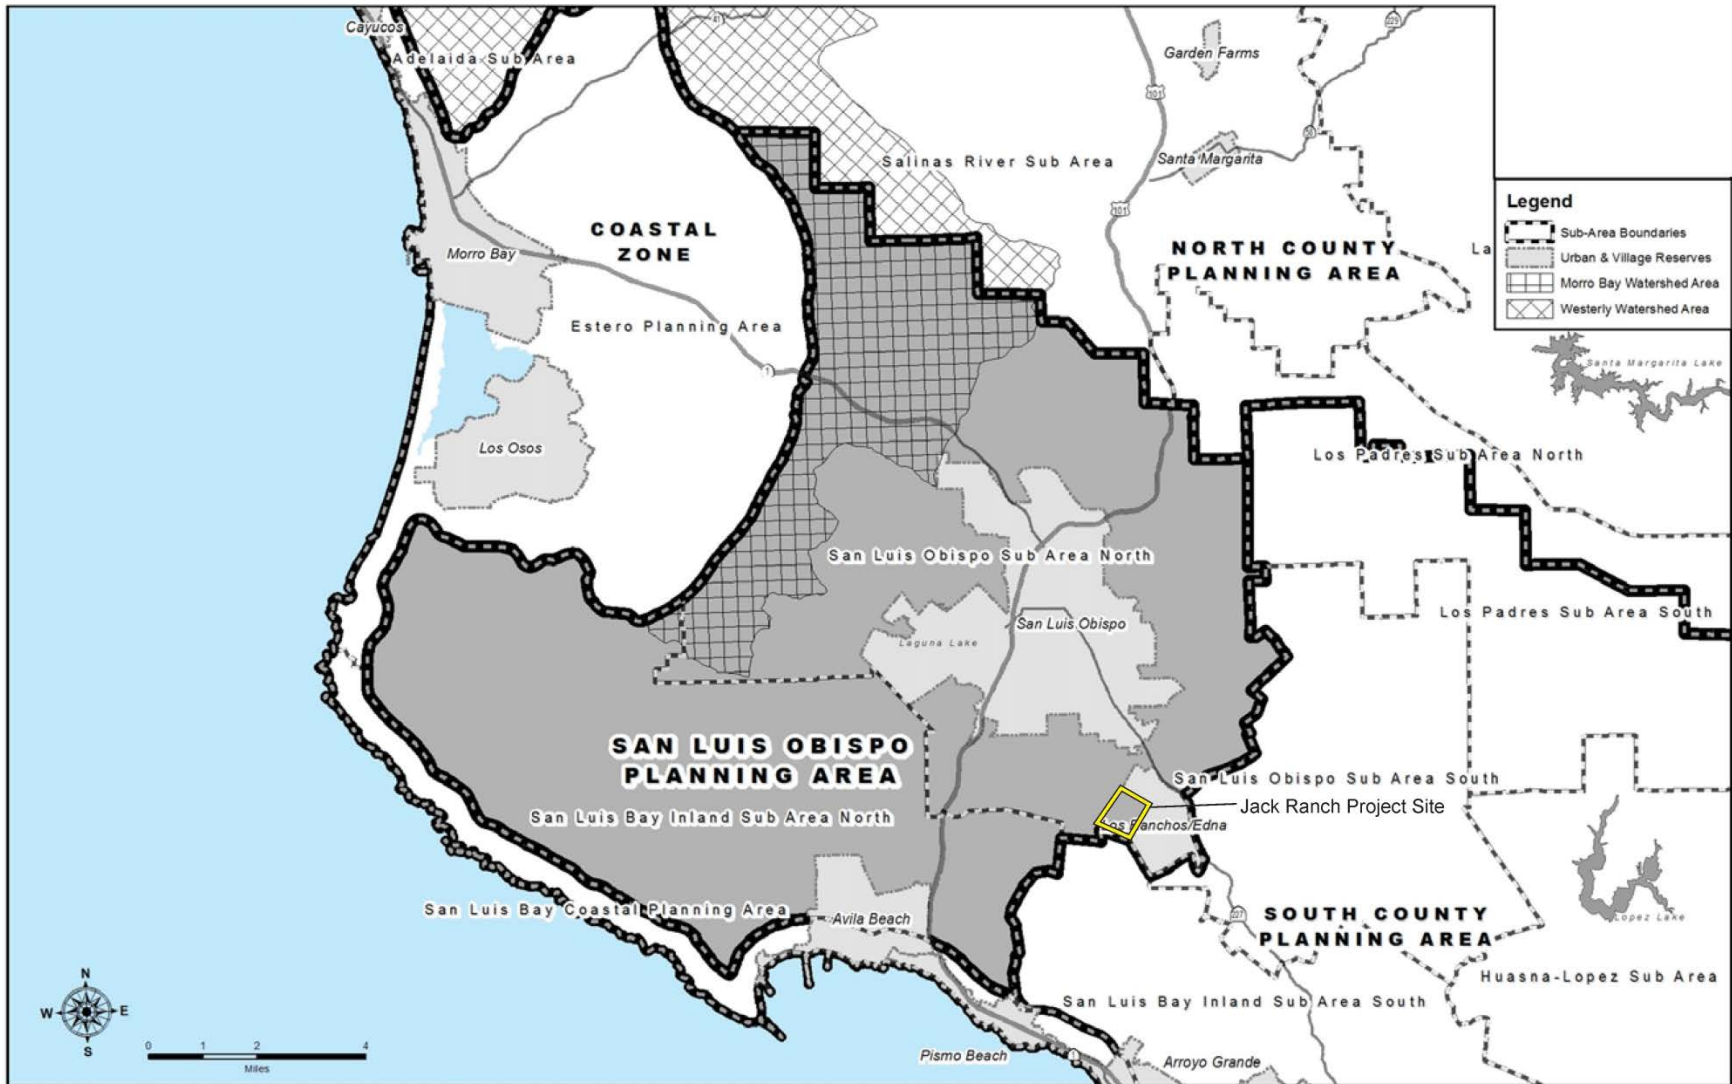 Cayucos
41
229
Adelaida Sub Area
Garden Farms
101
58
Salinas River Sub Area
Santa Margarita
101
Legend
Sub-Area Boundaries
Urban & Village Reserves
Morro Bay Watershed Area
Westerly Watershed Area
COASTAL
ZONE
Morro Bay
NORTH COUNTY
PLANNING AREA
La
Estero Planning Area
1
Santa Margarita Lake
Los Osos
Los Padres Sub Area North
San Luis Obispo Sub Area North
Los Padres Sub Area South
San Luis Obispo
Laguna Lake
SAN LUIS OBISPO
PLANNING AREA
San Luis Obispo Sub Area South
Jack Ranch Project Site
San Luis Bay Inland Sub Area North
Los Ranchos/Edna
San Luis Bay Coastal Planning Area
Avila Beach
227
SOUTH COUNTY
PLANNING AREA
Lopez Lake
Huasna-Lopez Sub Area
San Luis Bay Inland Sub Area South
N
W
E
S
0 1 2 4
Miles
Pismo Beach
1
Arroyo Grande